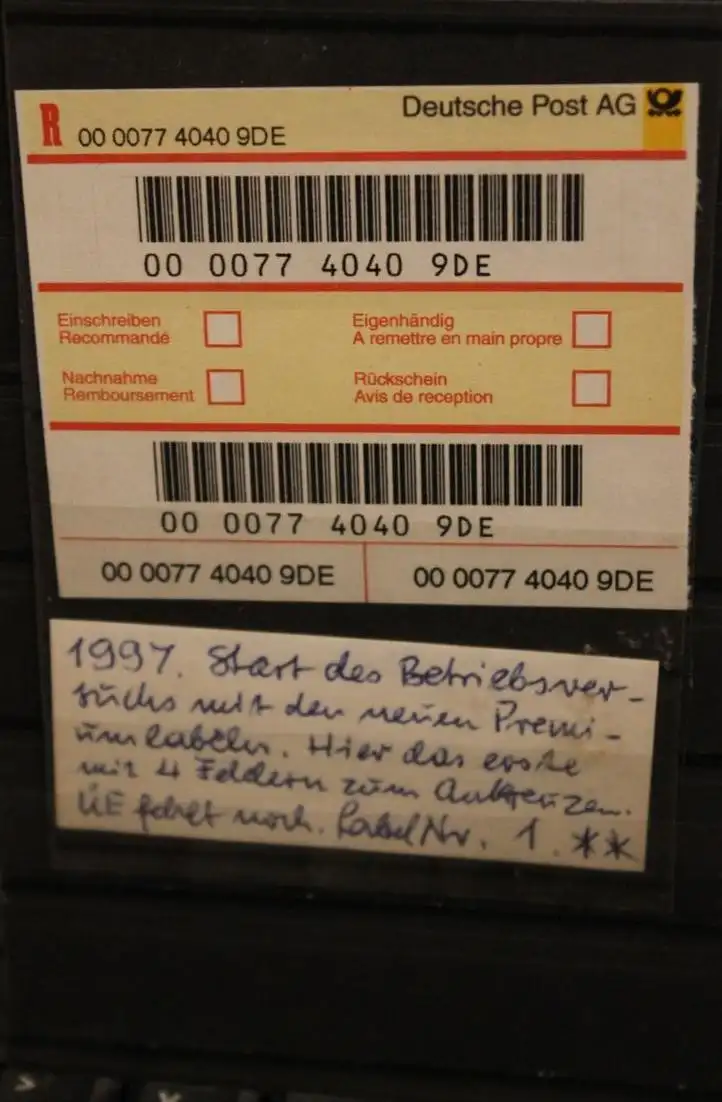 Deutsche Post AG
R 00 0077 4040 9DE
00 0077 4040 9DE
Einschreiben
Recommandé
Eigenhändig
A remettre en main propre
Nachnahme
Remboursement
Rückschein
Avis de reception
00 0077 4040 9DE
00 0077 4040 9DE
00 0077 4040 9DE
1997. Start des Betriebsver-
suchs mit den neuen Premi-
umlabeln. Hier das erste
mit 4 Feldern zum Ankreuzen.
ÜE fehlt noch. Label Nr. 1. **